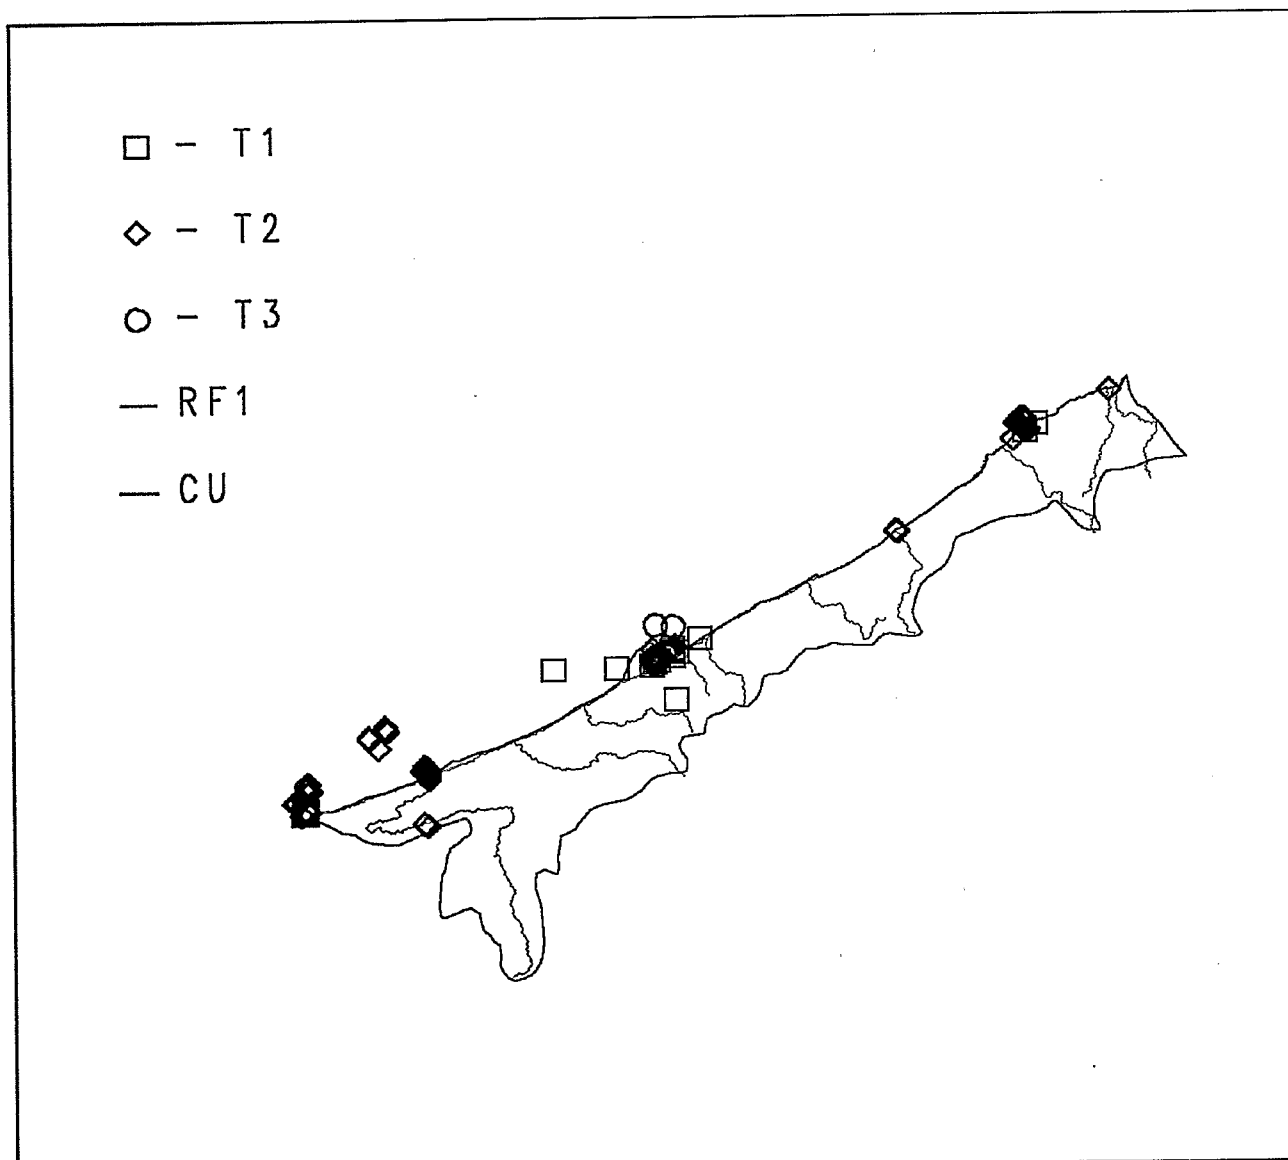 □ - T1
◇ - T2
○ - T3
— RF1
— CU